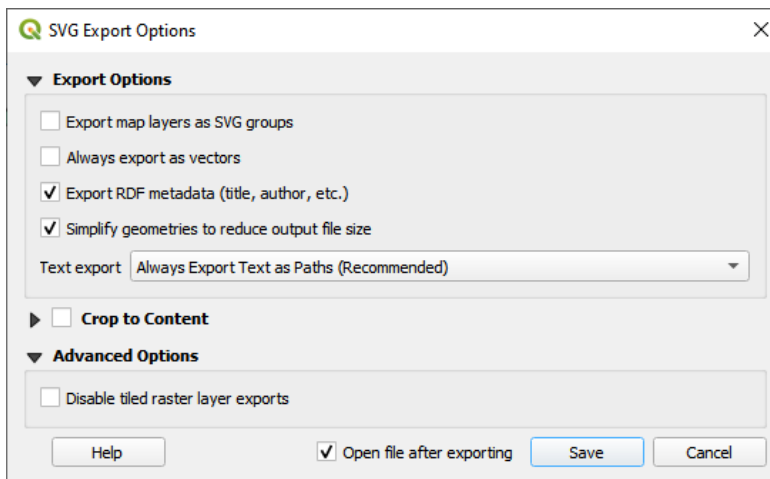 SVG Export Options
Export Options
Export map layers as SVG groups
Always export as vectors
Export RDF metadata (title, author, etc.)
Simplify geometries to reduce output file size
Text export Always Export Text as Paths (Recommended)
Crop to Content
Advanced Options
Disable tiled raster layer exports
Help Open file after exporting Save Cancel